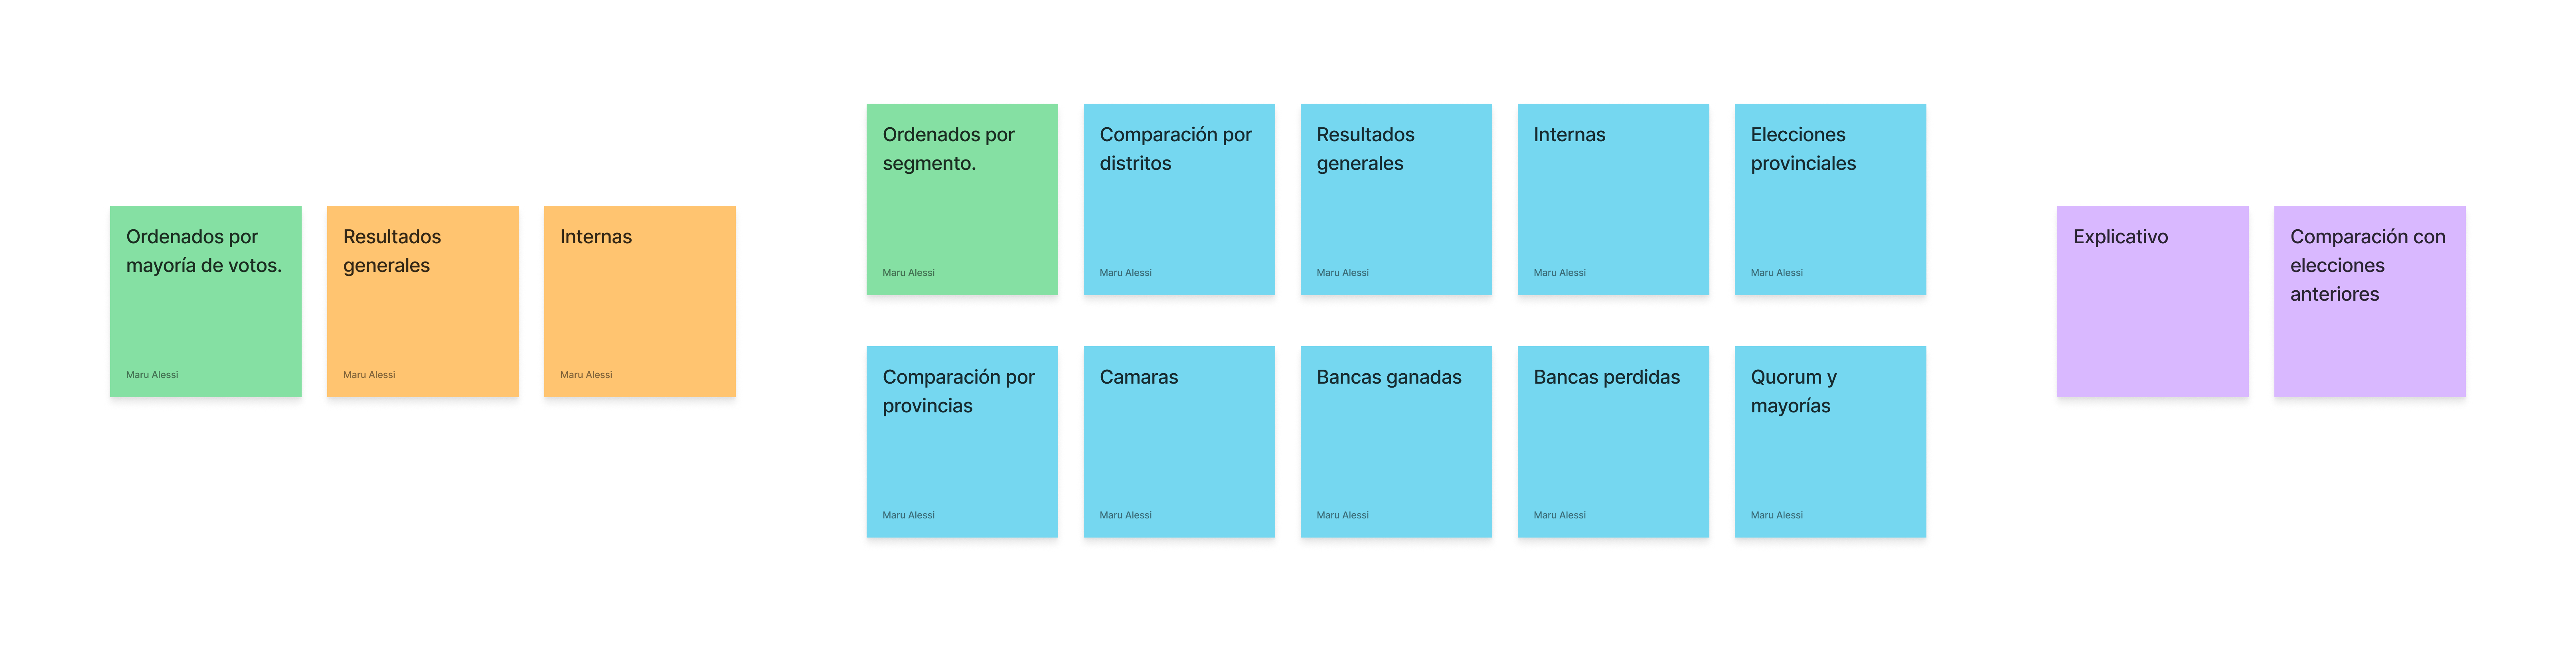 Ordenados por
mayoría de votos.
Maru Alessi
Resultados
generales
Maru Alessi
Internas
Maru Alessi
Ordenados por
segmento.
Maru Alessi
Comparación por
distritos
Maru Alessi
Resultados
generales
Maru Alessi
Internas
Maru Alessi
Elecciones
provinciales
Maru Alessi
Comparación por
provincias
Maru Alessi
Camaras
Maru Alessi
Bancas ganadas
Maru Alessi
Bancas perdidas
Maru Alessi
Quorum y
mayorías
Maru Alessi
Explicativo
Comparación con
elecciones
anteriores